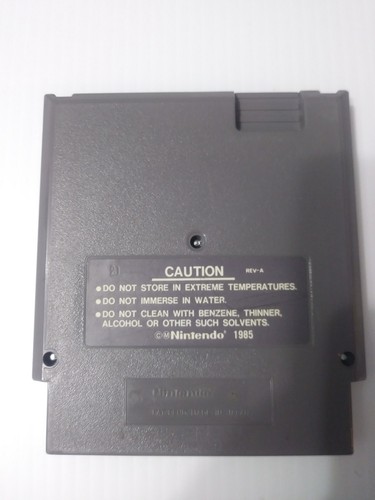 CAUTION REV-A
• DO NOT STORE IN EXTREME TEMPERATURES.
• DO NOT IMMERSE IN WATER.
• DO NOT CLEAN WITH BENZENE, THINNER,
ALCOHOL OR OTHER SUCH SOLVENTS.
©Ⓜ Nintendo® 1985
Nintendo